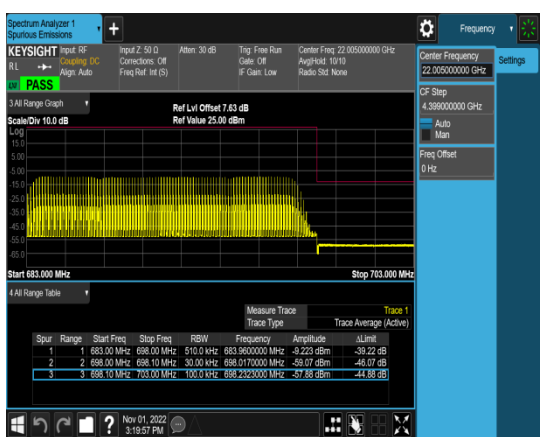 Spectrum Analyzer 1
Spurious Emissions
Frequency
KEYSIGHT
R L
Input: RF
Coupling: DC
Align: Auto
Input Z: 50 Ω
Corrections: Off
Freq Ref: Int (S)
Atten: 30 dB
Trig: Free Run
Gate: Off
IF Gain: Low
Center Freq: 22.005000000 GHz
Avg|Hold: 10/10
Radio Std: None
PASS
Center Frequency
22.005000000 GHz
Settings
CF Step
4.399000000 GHz
Auto
Man
Freq Offset
0 Hz
3 All Range Graph
Scale/Div 10.0 dB
Ref Lvl Offset 7.63 dB
Ref Value 25.00 dBm
Log
15.0
5.00
-5.00
-15.0
-25.0
-35.0
-45.0
-55.0
-65.0
Start 683.000 MHz
Stop 703.000 MHz
4 All Range Table
Measure Trace Trace 1
Trace Type Trace Average (Active)
Spur Range Start Freq Stop Freq RBW Frequency Amplitude ΔLimit
1 1 683.00 MHz 698.00 MHz 510.0 kHz 683.9600000 MHz -9.223 dBm -39.22 dB
2 2 698.00 MHz 698.10 MHz 30.00 kHz 698.0170000 MHz -59.07 dBm -46.07 dB
3 3 698.10 MHz 703.00 MHz 100.0 kHz 698.2323000 MHz -57.88 dBm -44.88 dB
?
Nov 01, 2022
3:19:57 PM